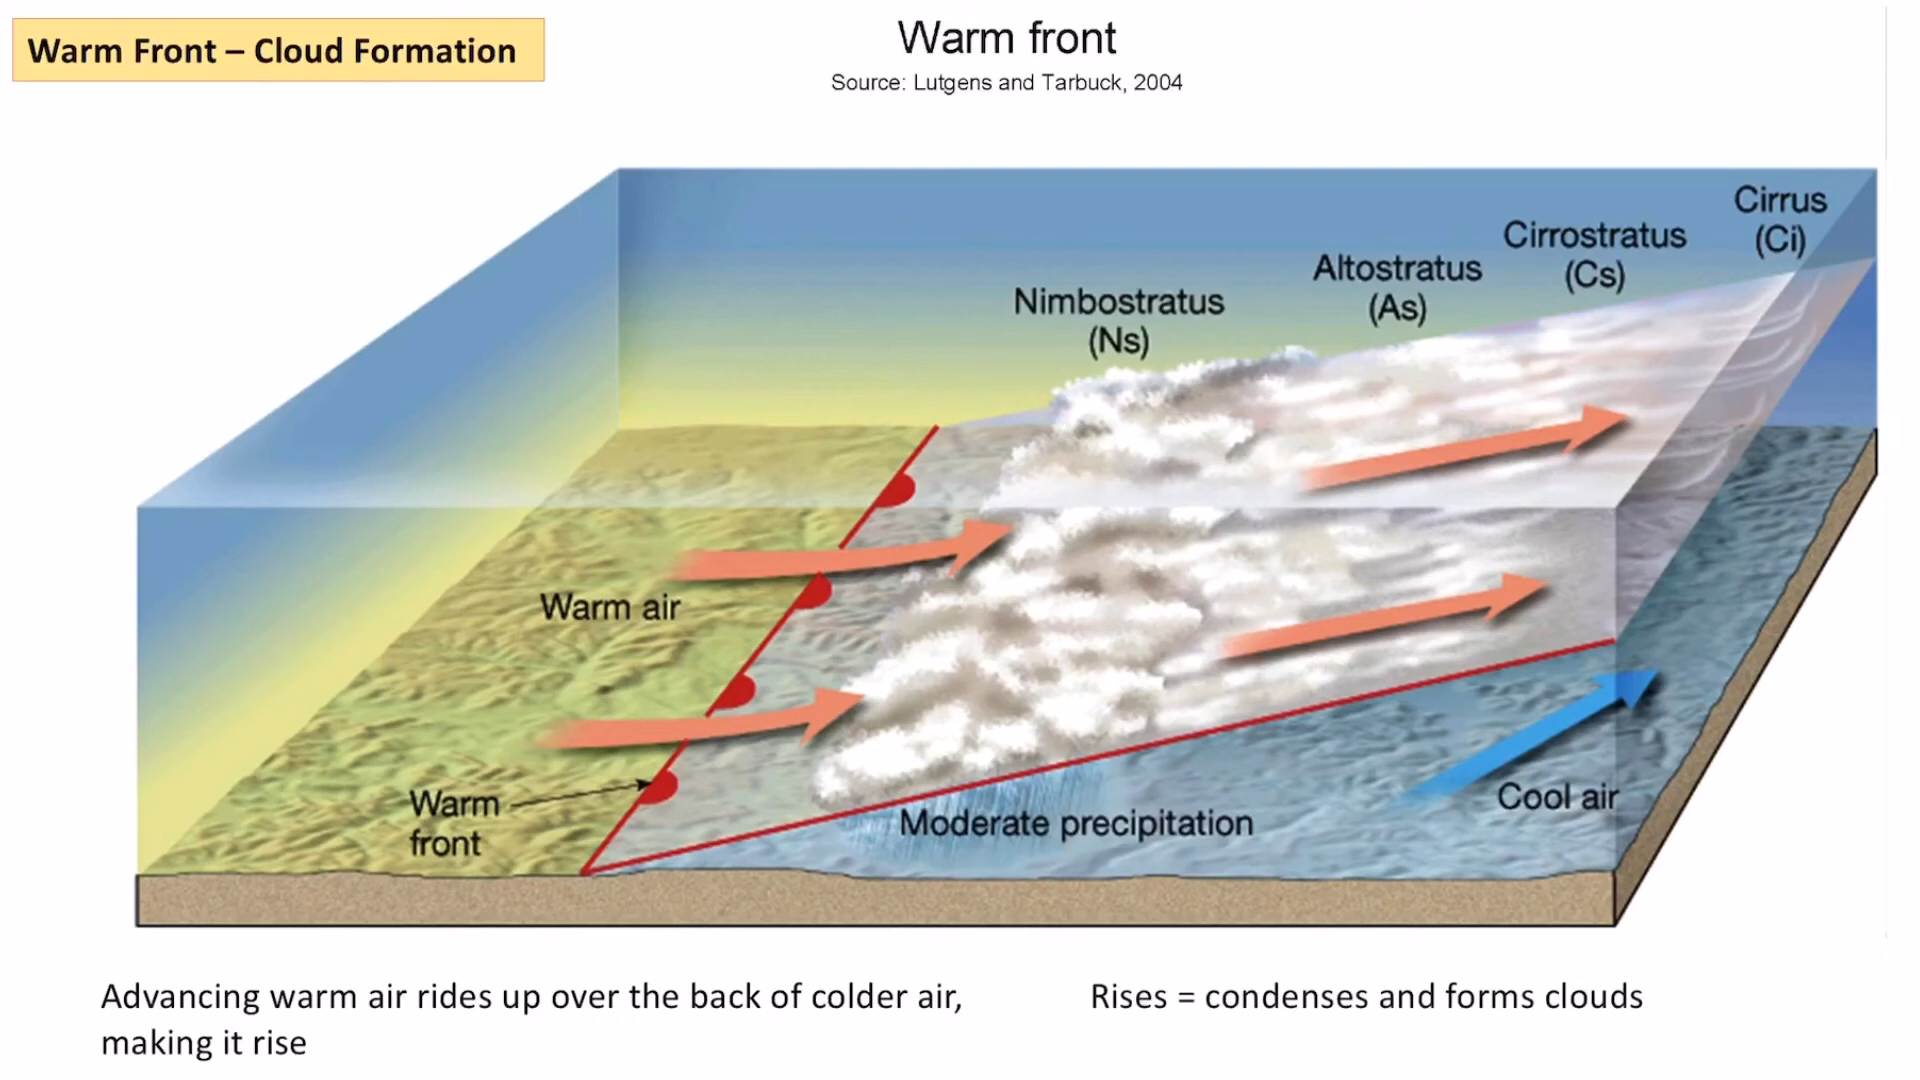 Warm Front – Cloud Formation
Warm front
Source: Lutgens and Tarbuck, 2004
Cirrus
(Ci)
Cirrostratus
(Cs)
Altostratus
(As)
Nimbostratus
(Ns)
Warm air
Warm
front
Moderate precipitation
Cool air
Advancing warm air rides up over the back of colder air,
making it rise
Rises = condenses and forms clouds